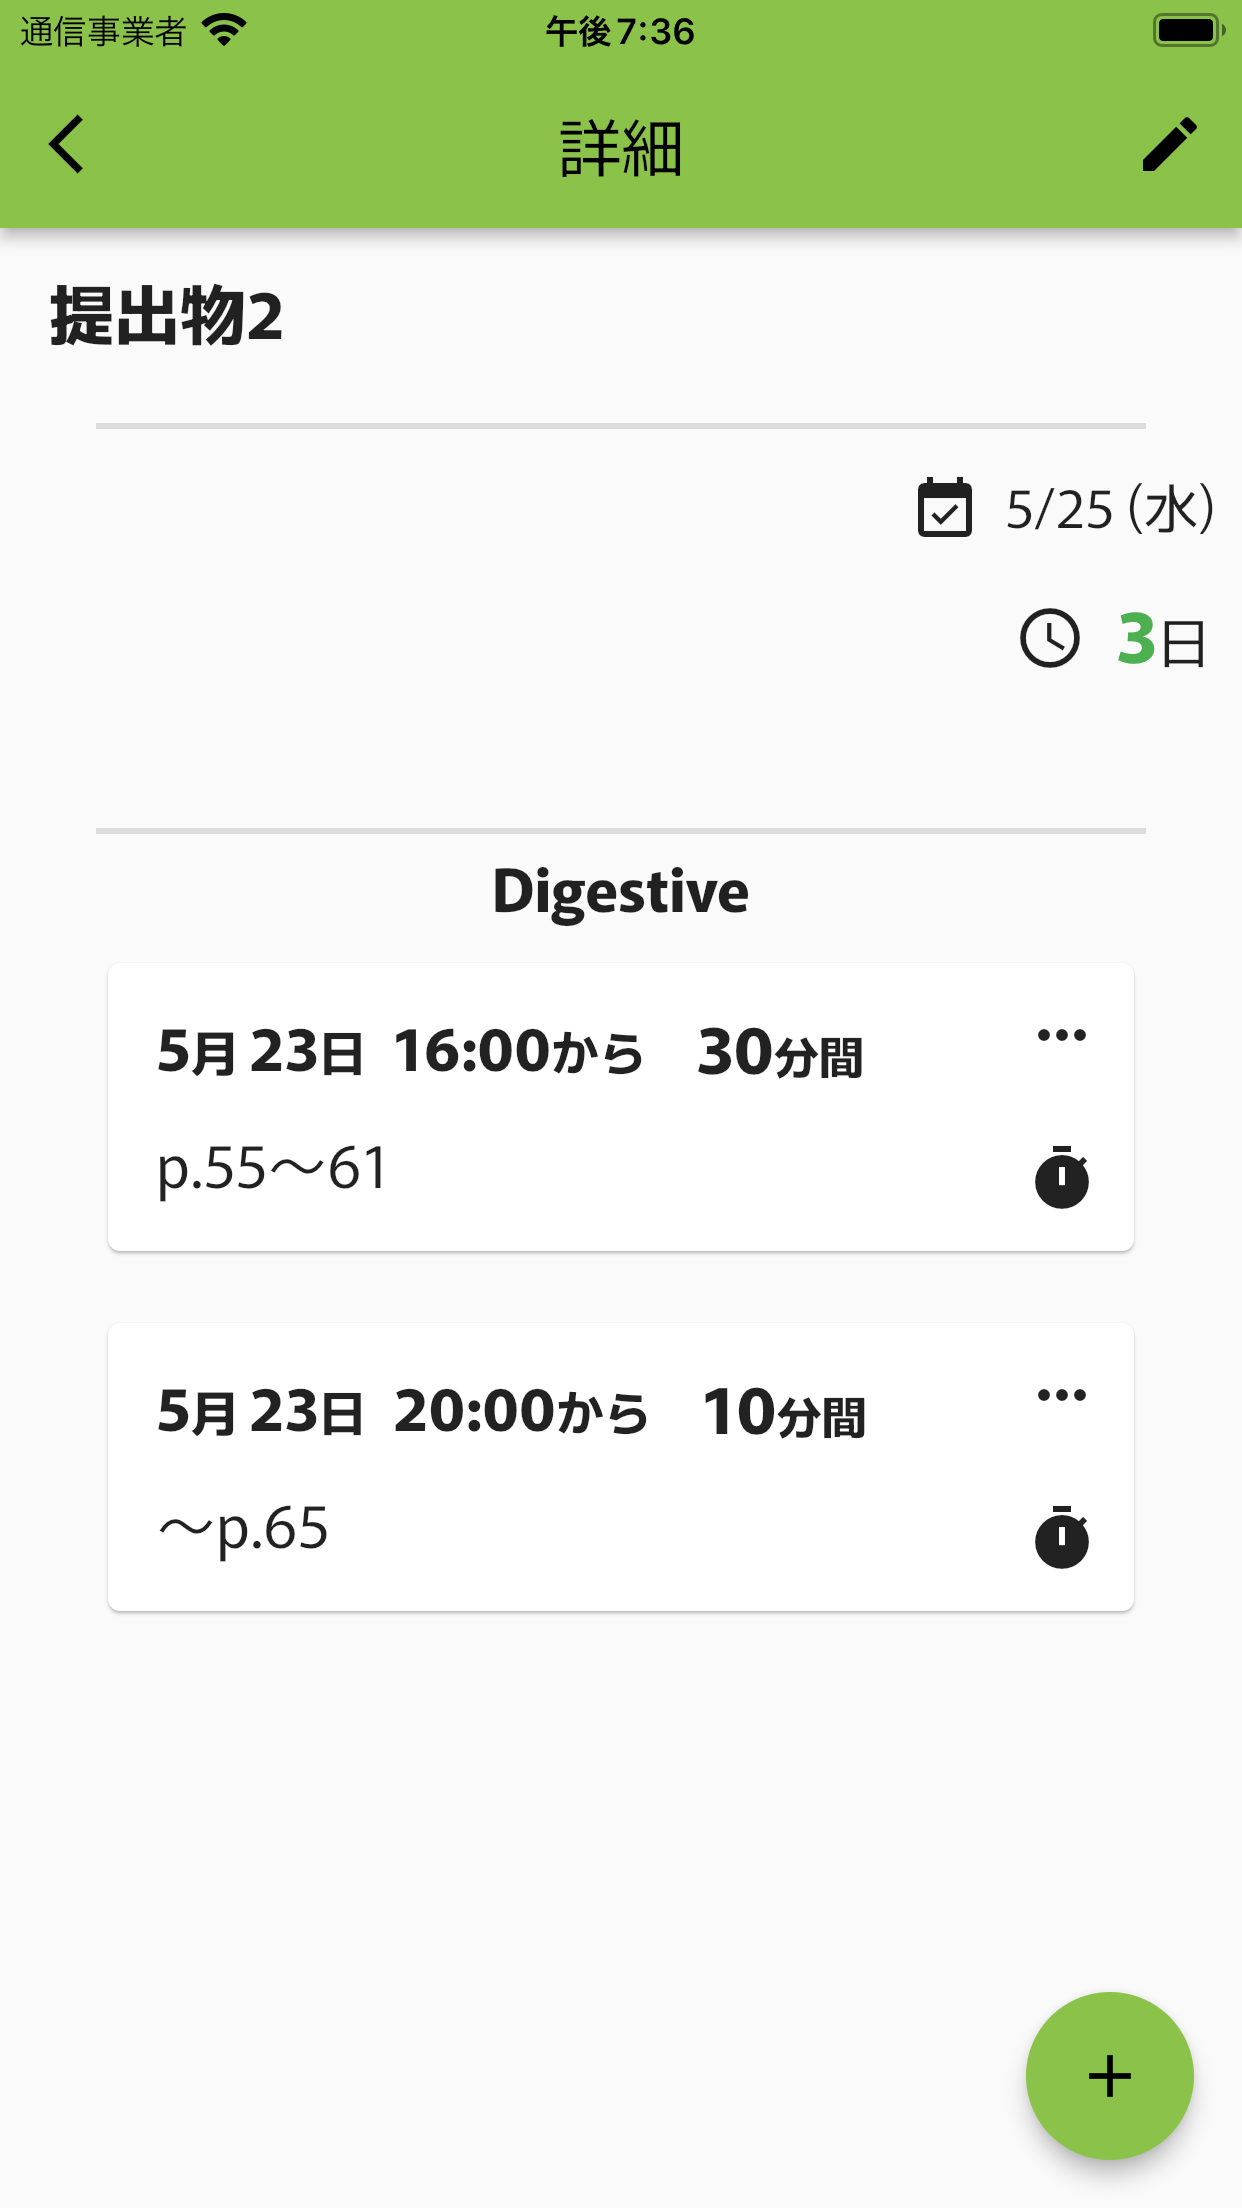 通信事業者 午後7:36
詳細
提出物2
5/25 (水)
3日
Digestive
5月 23日 16:00から 30分間
p.55〜61
5月 23日 20:00から 10分間
〜p.65